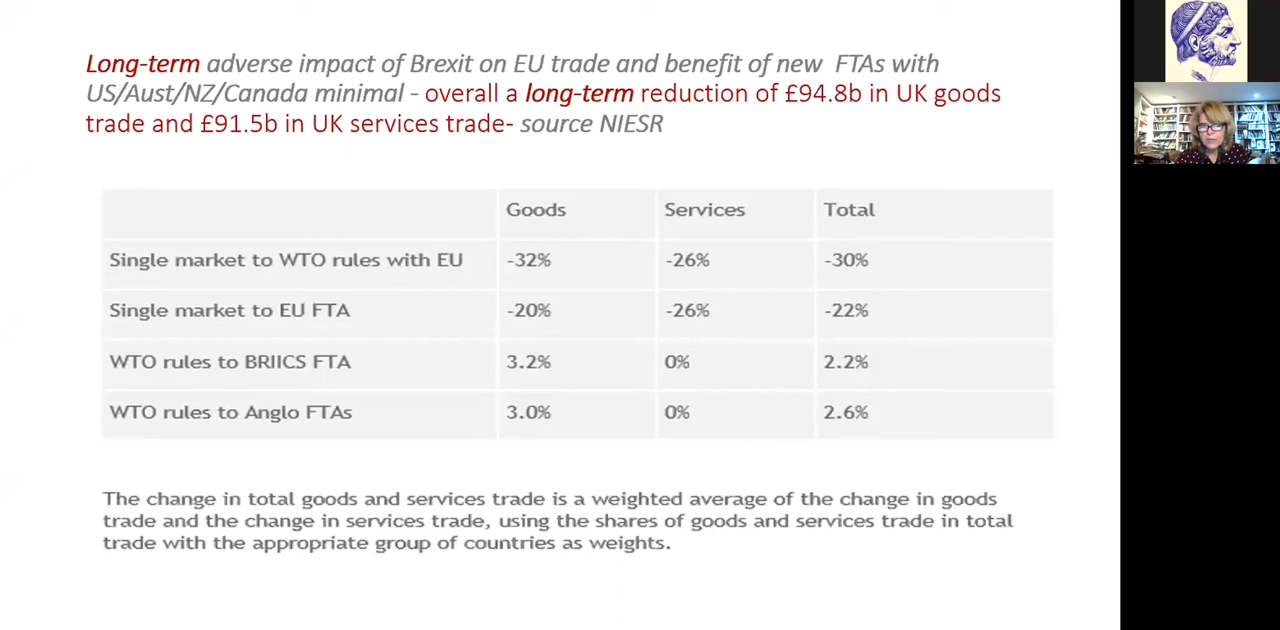 Long-term adverse impact of Brexit on EU trade and benefit of new FTAs with
US/Aust/NZ/Canada minimal - overall a long-term reduction of £94.8b in UK goods
trade and £91.5b in UK services trade- source NIESR
Goods Services Total
Single market to WTO rules with EU -32% -26% -30%
Single market to EU FTA -20% -26% -22%
WTO rules to BRIICS FTA 3.2% 0% 2.2%
WTO rules to Anglo FTAs 3.0% 0% 2.6%
The change in total goods and services trade is a weighted average of the change in goods
trade and the change in services trade, using the shares of goods and services trade in total
trade with the appropriate group of countries as weights.